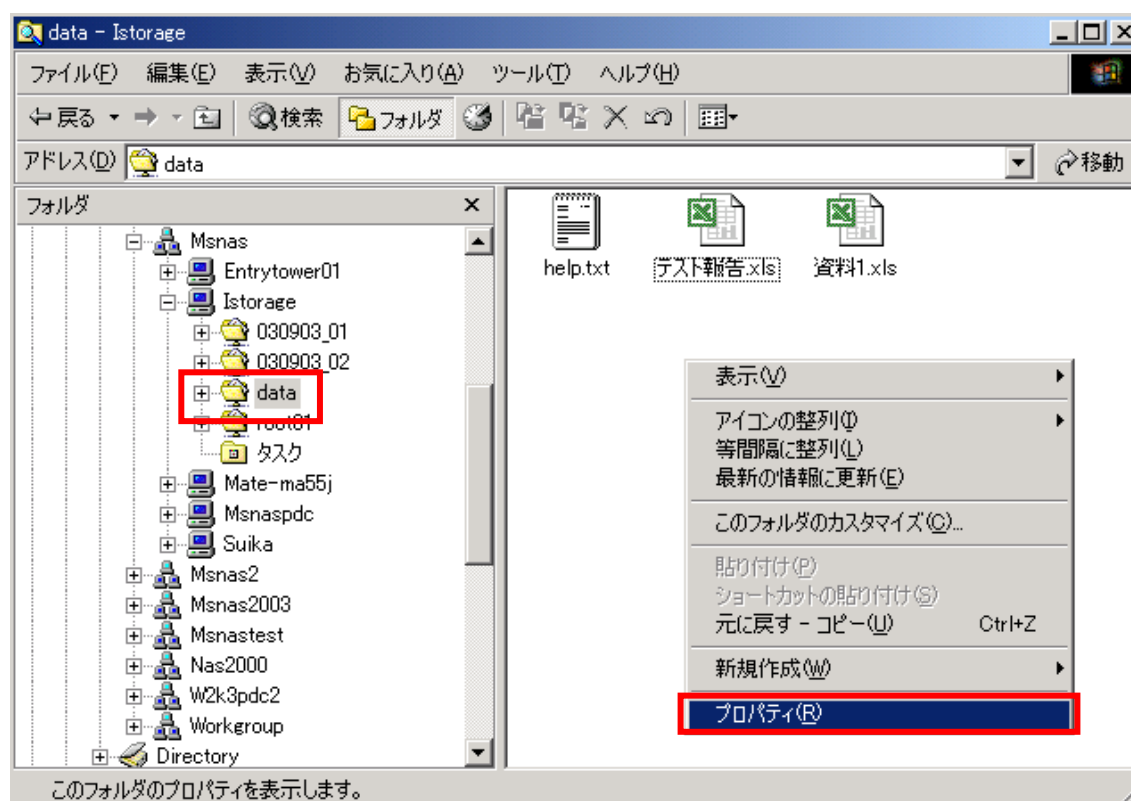 data - Istorage
ファイル(F) 編集(E) 表示(V) お気に入り(A) ツール(T) ヘルプ(H)
戻る 検索 フォルダ
アドレス(D) data 移動
フォルダ
Msnas
Entrytower01
Istorage
030903_01
030903_02
data
root01
タスク
Mate-ma55j
Msnaspdc
Suika
Msnas2
Msnas2003
Msnastest
Nas2000
W2k3pdc2
Workgroup
Directory
help.txt テスト報告.xls 資料1.xls
表示(V)
アイコンの整列(I)
等間隔に整列(L)
最新の情報に更新(E)
このフォルダのカスタマイズ(C)...
貼り付け(P)
ショートカットの貼り付け(S)
元に戻す - コピー(U) Ctrl+Z
新規作成(W)
プロパティ(R)
このフォルダのプロパティを表示します。